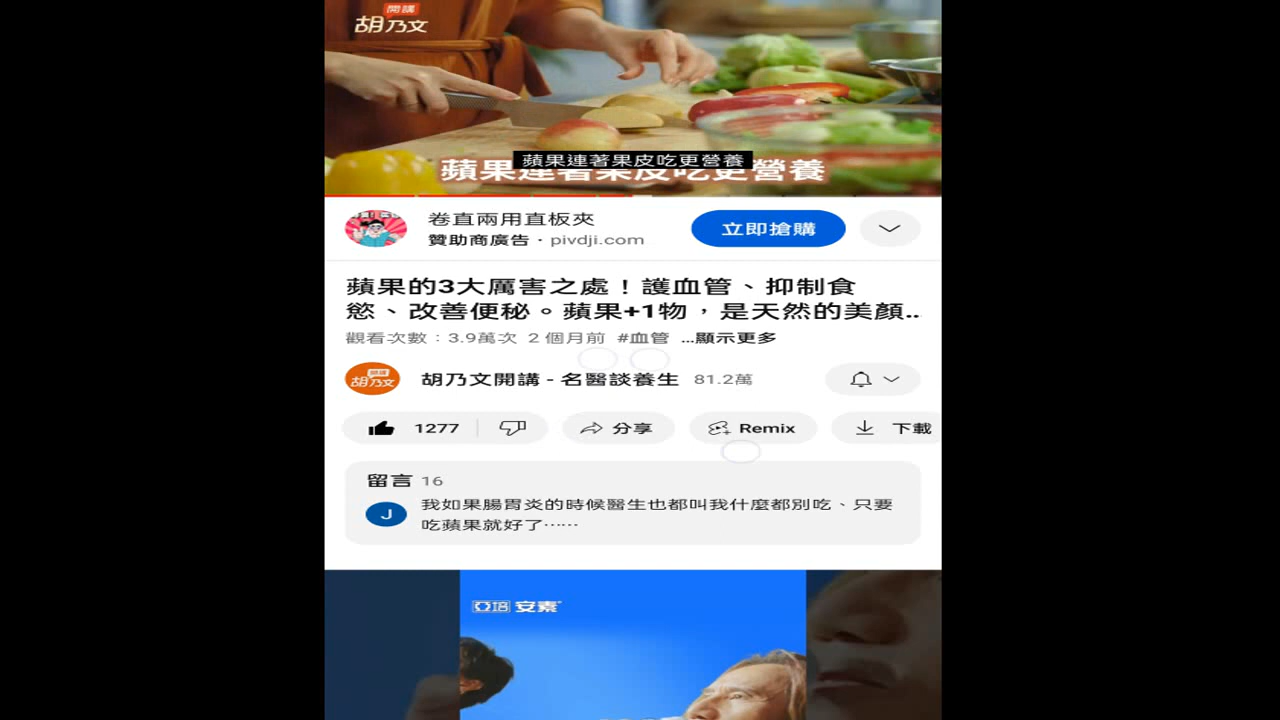 開講
胡乃文
蘋果連著果皮吃更營養
蘋果連著果皮吃更營養
卷直兩用直板夾
立即搶購
贊助商廣告·pivdji.com
蘋果的3大厲害之處！護血管、抑制食
慾、改善便秘。蘋果+1物，是天然的美顏..
觀看次數：3.9萬次 2 個月前 #血管 ...顯示更多
開講
胡乃文
胡乃文開講 - 名醫談養生 81.2萬
1277 分享 Remix 下載
留言 16
J
我如果腸胃炎的時候醫生也都叫我什麼都別吃、只要
吃蘋果就好了⋯⋯
亞培 安素